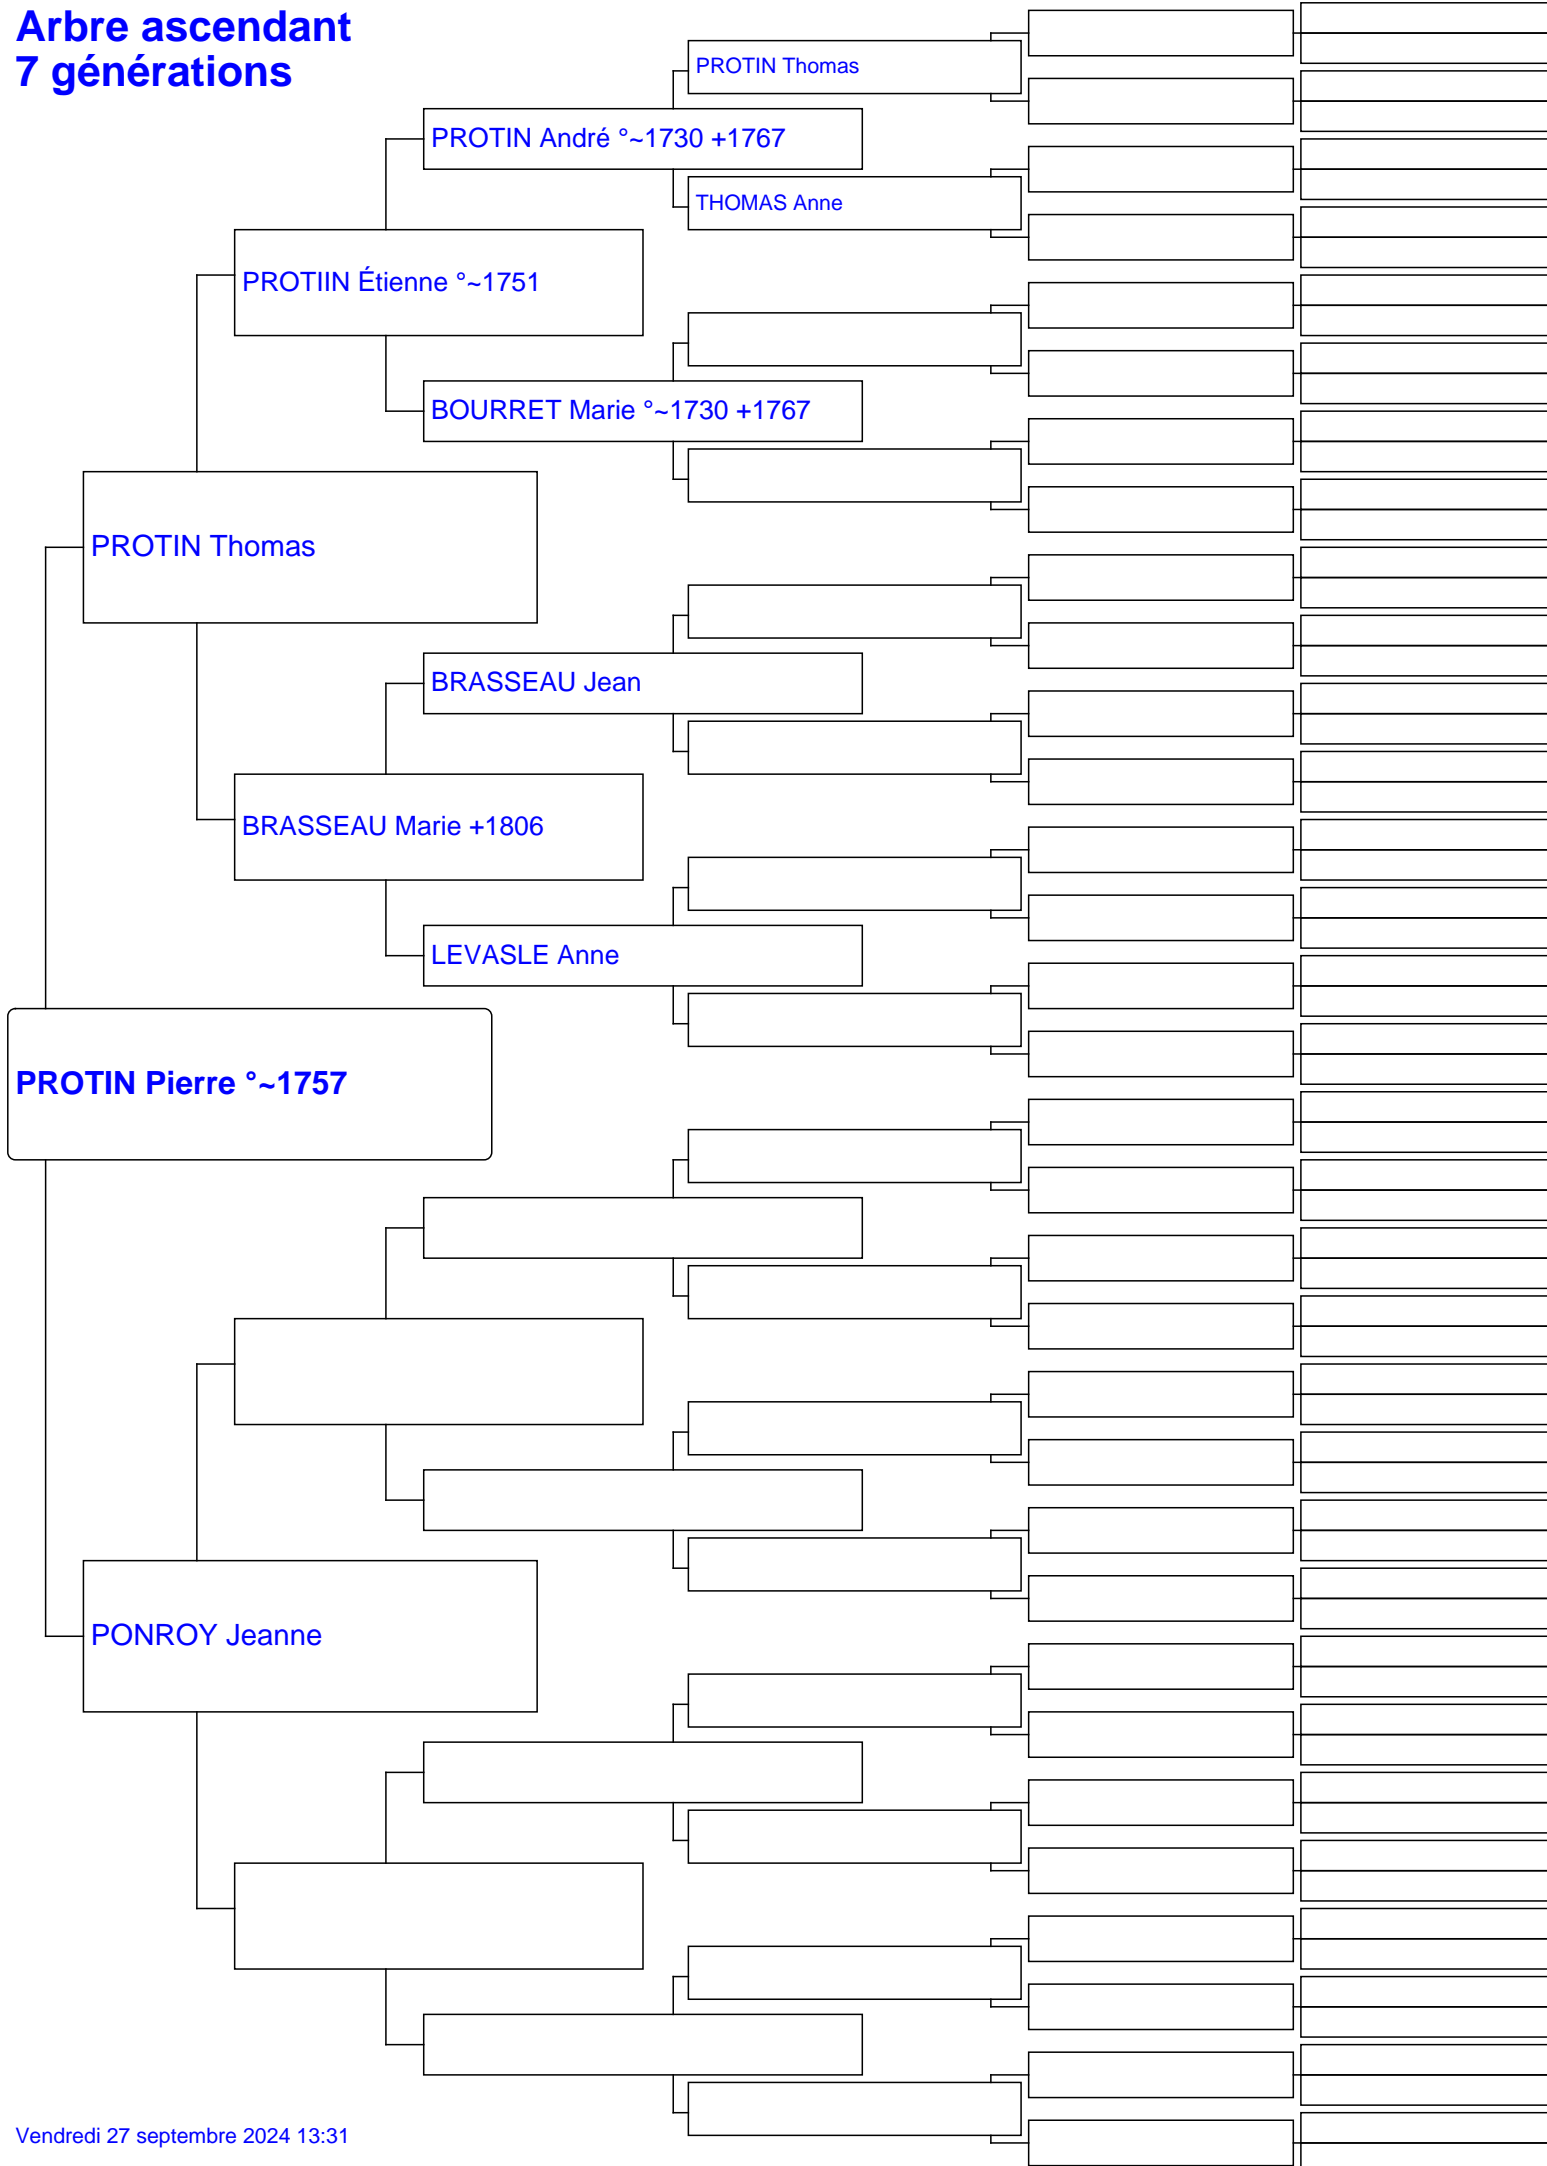 Arbre ascendant
7 générations
PROTIN Thomas
PROTIN André °~1730 +1767
THOMAS Anne
PROTIIN Étienne °~1751
BOURRET Marie °~1730 +1767
PROTIN Thomas
BRASSEAU Jean
BRASSEAU Marie +1806
LEVASLE Anne
PROTIN Pierre °~1757
PONROY Jeanne
Vendredi 27 septembre 2024 13:31